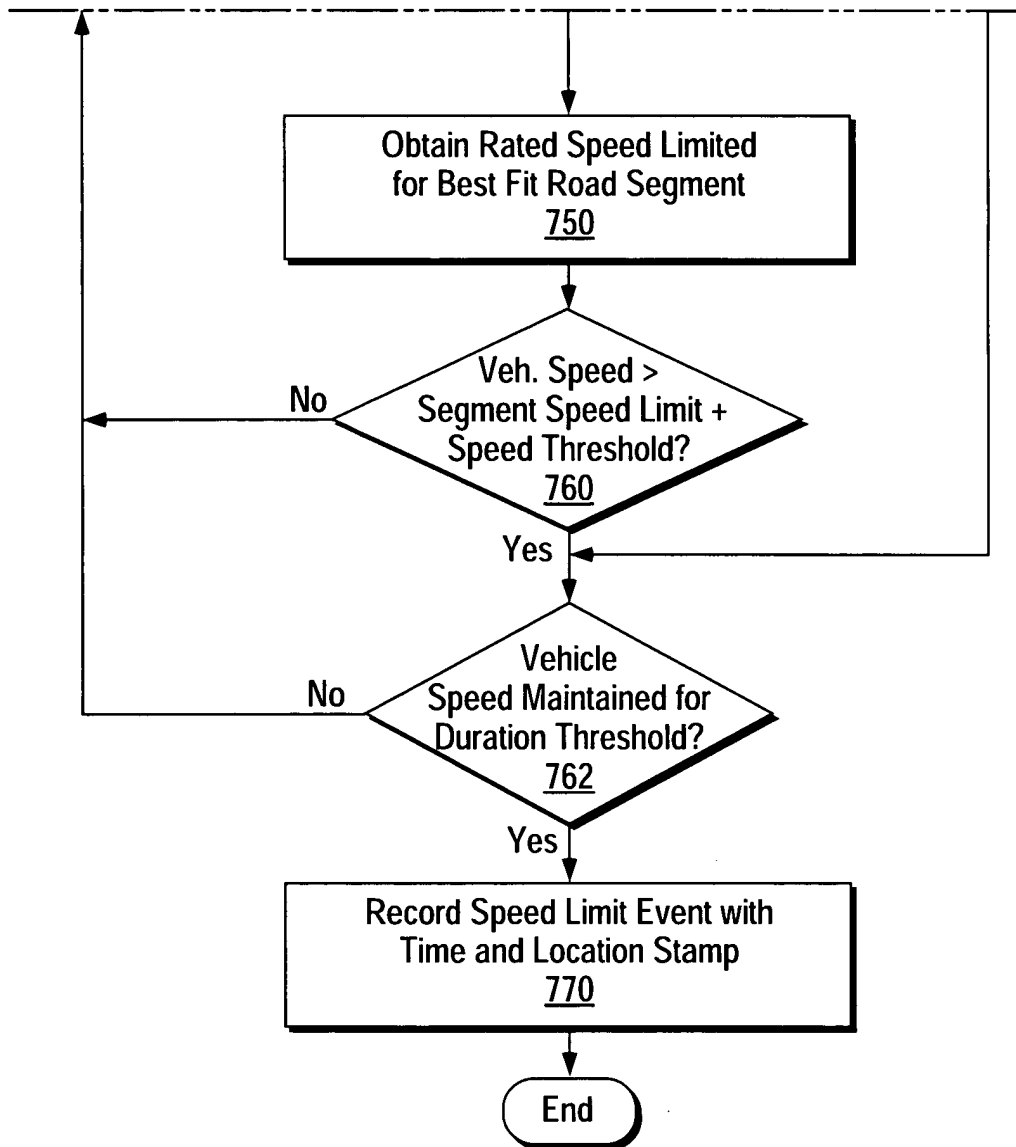 Obtain Rated Speed Limited
for Best Fit Road Segment
750
Veh. Speed >
Segment Speed Limit +
Speed Threshold?
760
No
Yes
Vehicle
Speed Maintained for
Duration Threshold?
762
No
Yes
Record Speed Limit Event with
Time and Location Stamp
770
End